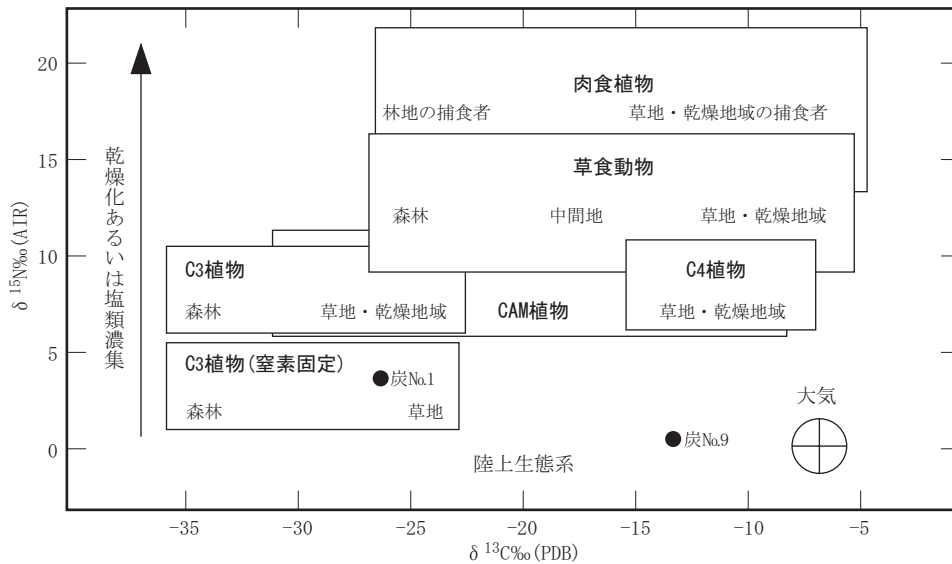 20
15
10
5
0
δ ¹⁵N‰(AIR)
乾燥化あるいは塩類濃集
肉食植物
林地の捕食者 草地・乾燥地域の捕食者
草食動物
森林 中間地 草地・乾燥地域
C3植物
森林 草地・乾燥地域
CAM植物
C4植物
草地・乾燥地域
C3植物(窒素固定)
炭№1
森林 草地
炭№9
大気
陸上生態系
-35 -30 -25 -20 -15 -10 -5
δ ¹³C‰(PDB)